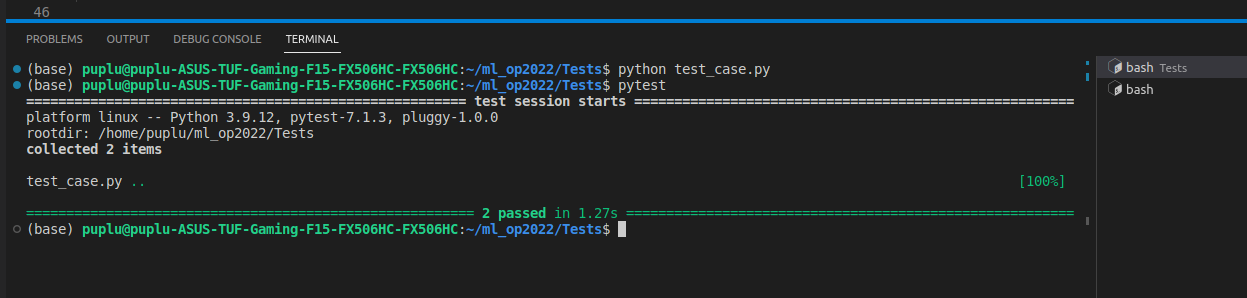 46
PROBLEMS OUTPUT DEBUG CONSOLE TERMINAL
(base) puplu@puplu-ASUS-TUF-Gaming-F15-FX506HC-FX506HC:~/ml_op2022/Tests$ python test_case.py
(base) puplu@puplu-ASUS-TUF-Gaming-F15-FX506HC-FX506HC:~/ml_op2022/Tests$ pytest
======================================================= test session starts =======================================================
platform linux -- Python 3.9.12, pytest-7.1.3, pluggy-1.0.0
rootdir: /home/puplu/ml_op2022/Tests
collected 2 items
test_case.py .. [100%]
======================================================== 2 passed in 1.27s ========================================================
(base) puplu@puplu-ASUS-TUF-Gaming-F15-FX506HC-FX506HC:~/ml_op2022/Tests$
bash Tests
bash